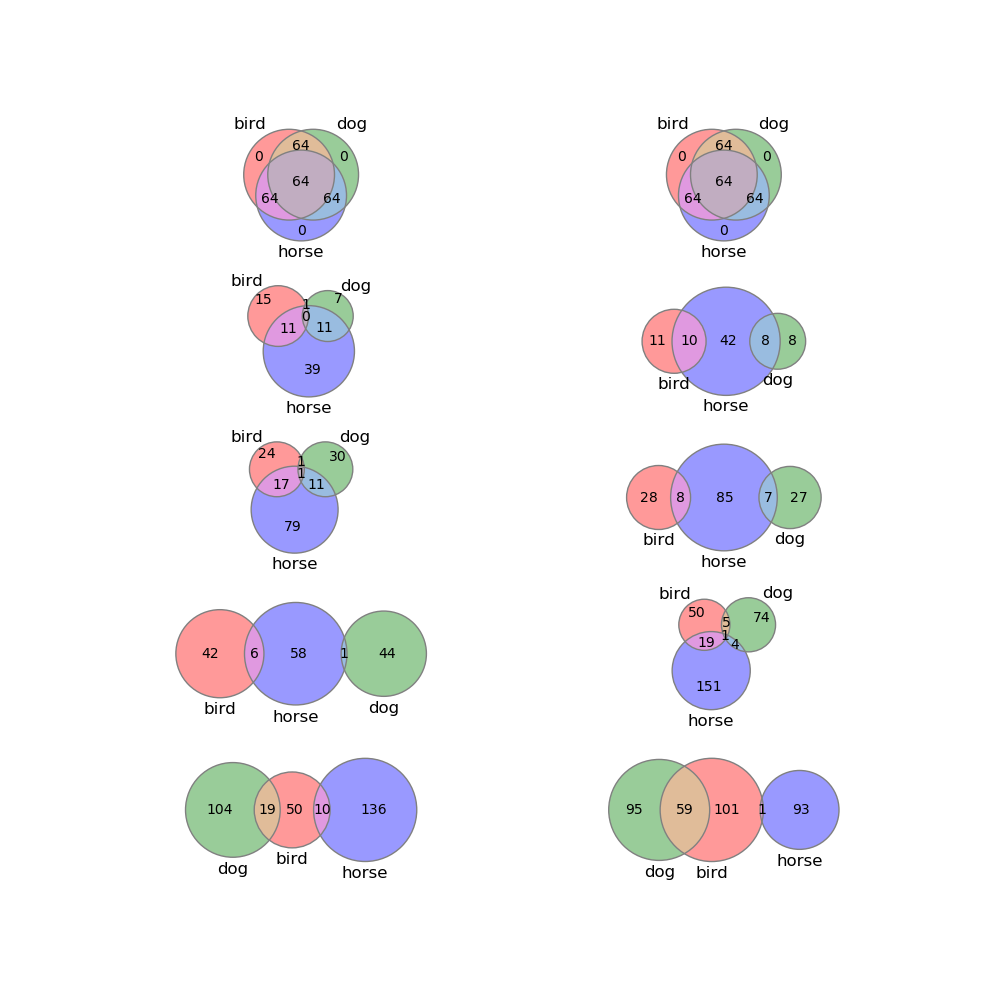 bird dog
0 64 0
64
64 64
0
horse
bird dog
0 64 0
64
64 64
0
horse
bird dog
15 1 7
0
11 11
39
horse
11 10 42 8 8
bird dog
horse
bird dog
24 1 30
1
17 11
79
horse
28 8 85 7 27
bird dog
horse
42 6 58 1 44
bird horse dog
bird dog
50 5 74
1
19 4
151
horse
104 19 50 10 136
dog bird horse
95 59 101 1 93
dog bird horse